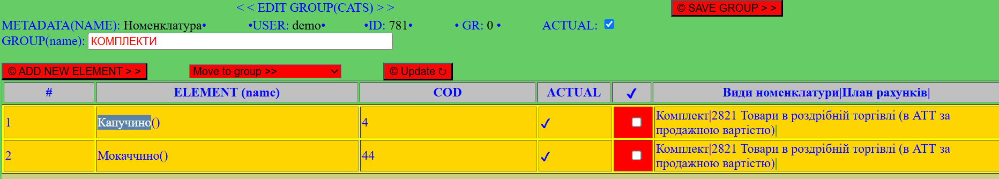 < < EDIT GROUP(CATS) > > © SAVE GROUP > >
METADATA(NAME): Номенклатура• •USER: demo• •ID: 781• • GR: 0 • ACTUAL:
GROUP(name): КОМПЛЕКТИ
© ADD NEW ELEMENT > > Move to group >> © Update ↻
# ELEMENT (name) COD ACTUAL ✔ Види номенклатури|План рахунків|
1 Капучино() 4 ✓ Комплект|2821 Товари в роздрібній торгівлі (в АТТ за
продажною вартістю)|
2 Мокаччино() 44 ✓ Комплект|2821 Товари в роздрібній торгівлі (в АТТ за
продажною вартістю)|